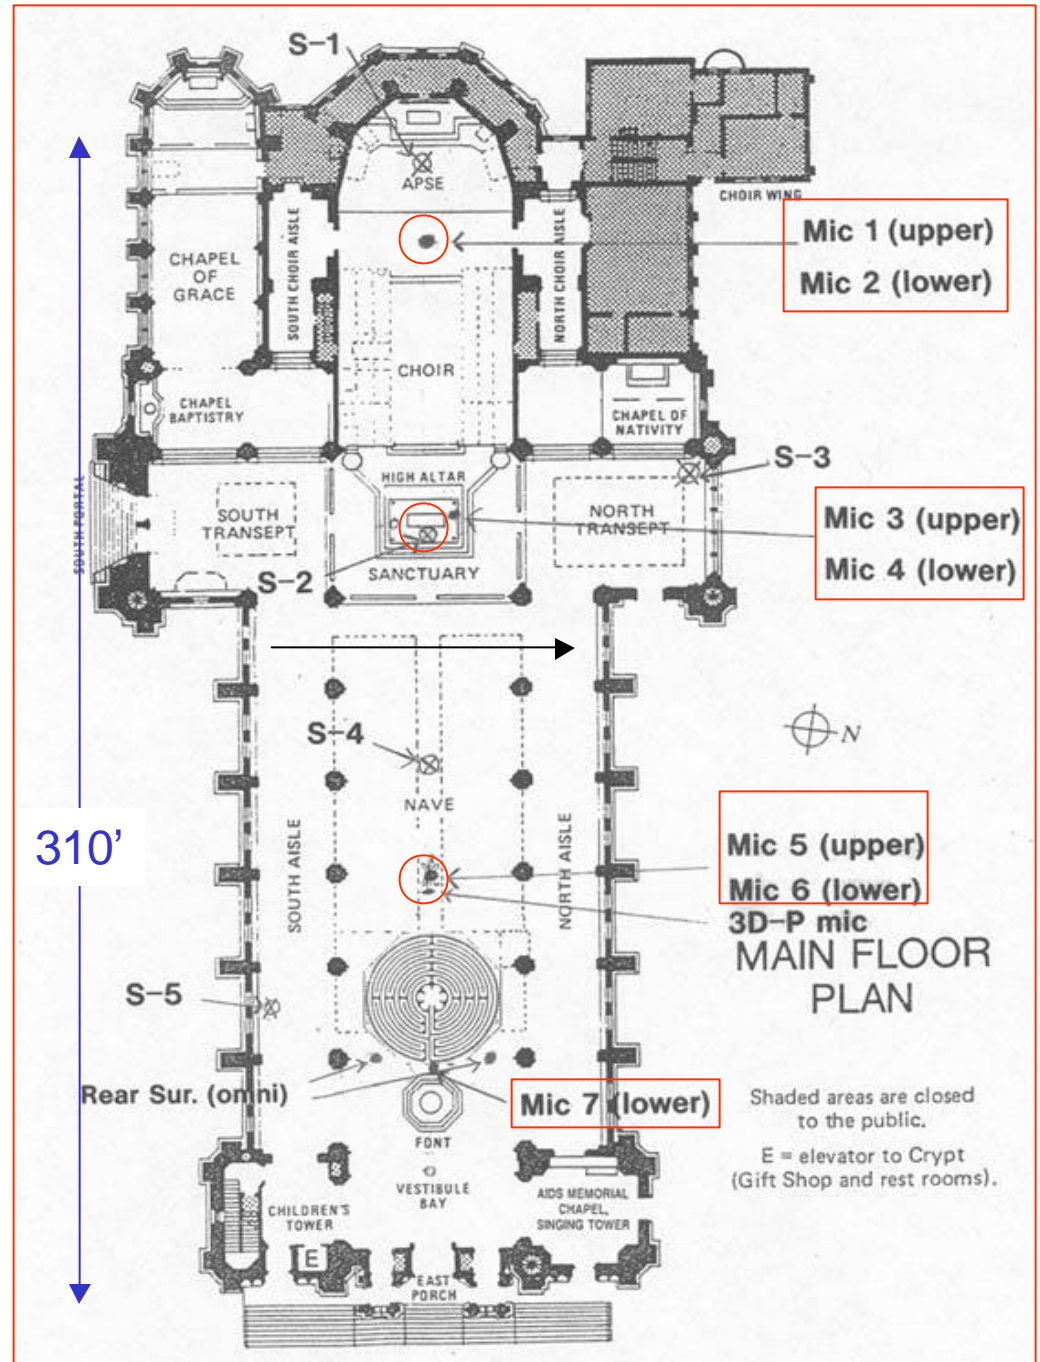 S-1
APSE
CHOIR WING
Mic 1 (upper)
Mic 2 (lower)
CHAPEL
OF
GRACE
SOUTH CHOIR AISLE
NORTH CHOIR AISLE
CHOIR
CHAPEL
BAPTISTRY
CHAPEL OF
NATIVITY
S-3
HIGH ALTAR
SOUTH PORTAL
SOUTH
TRANSEPT
NORTH
TRANSEPT
Mic 3 (upper)
Mic 4 (lower)
S-2
SANCTUARY
S-4
N
NAVE
310’
SOUTH AISLE
NORTH AISLE
Mic 5 (upper)
Mic 6 (lower)
3D-P mic
MAIN FLOOR
PLAN
S-5
Rear Sur. (omni)
Mic 7 (lower)
Shaded areas are closed
to the public.
E = elevator to Crypt
(Gift Shop and rest rooms).
FONT
VESTIBULE
BAY
CHILDREN'S
TOWER
AIDS MEMORIAL
CHAPEL,
SINGING TOWER
E
EAST
PORCH